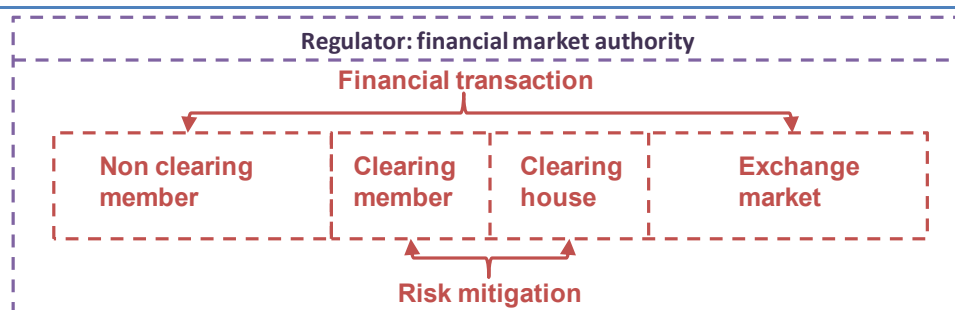 Regulator: financial market authority
Financial transaction
Non clearing member
Clearing member
Clearing house
Exchange market
Risk mitigation